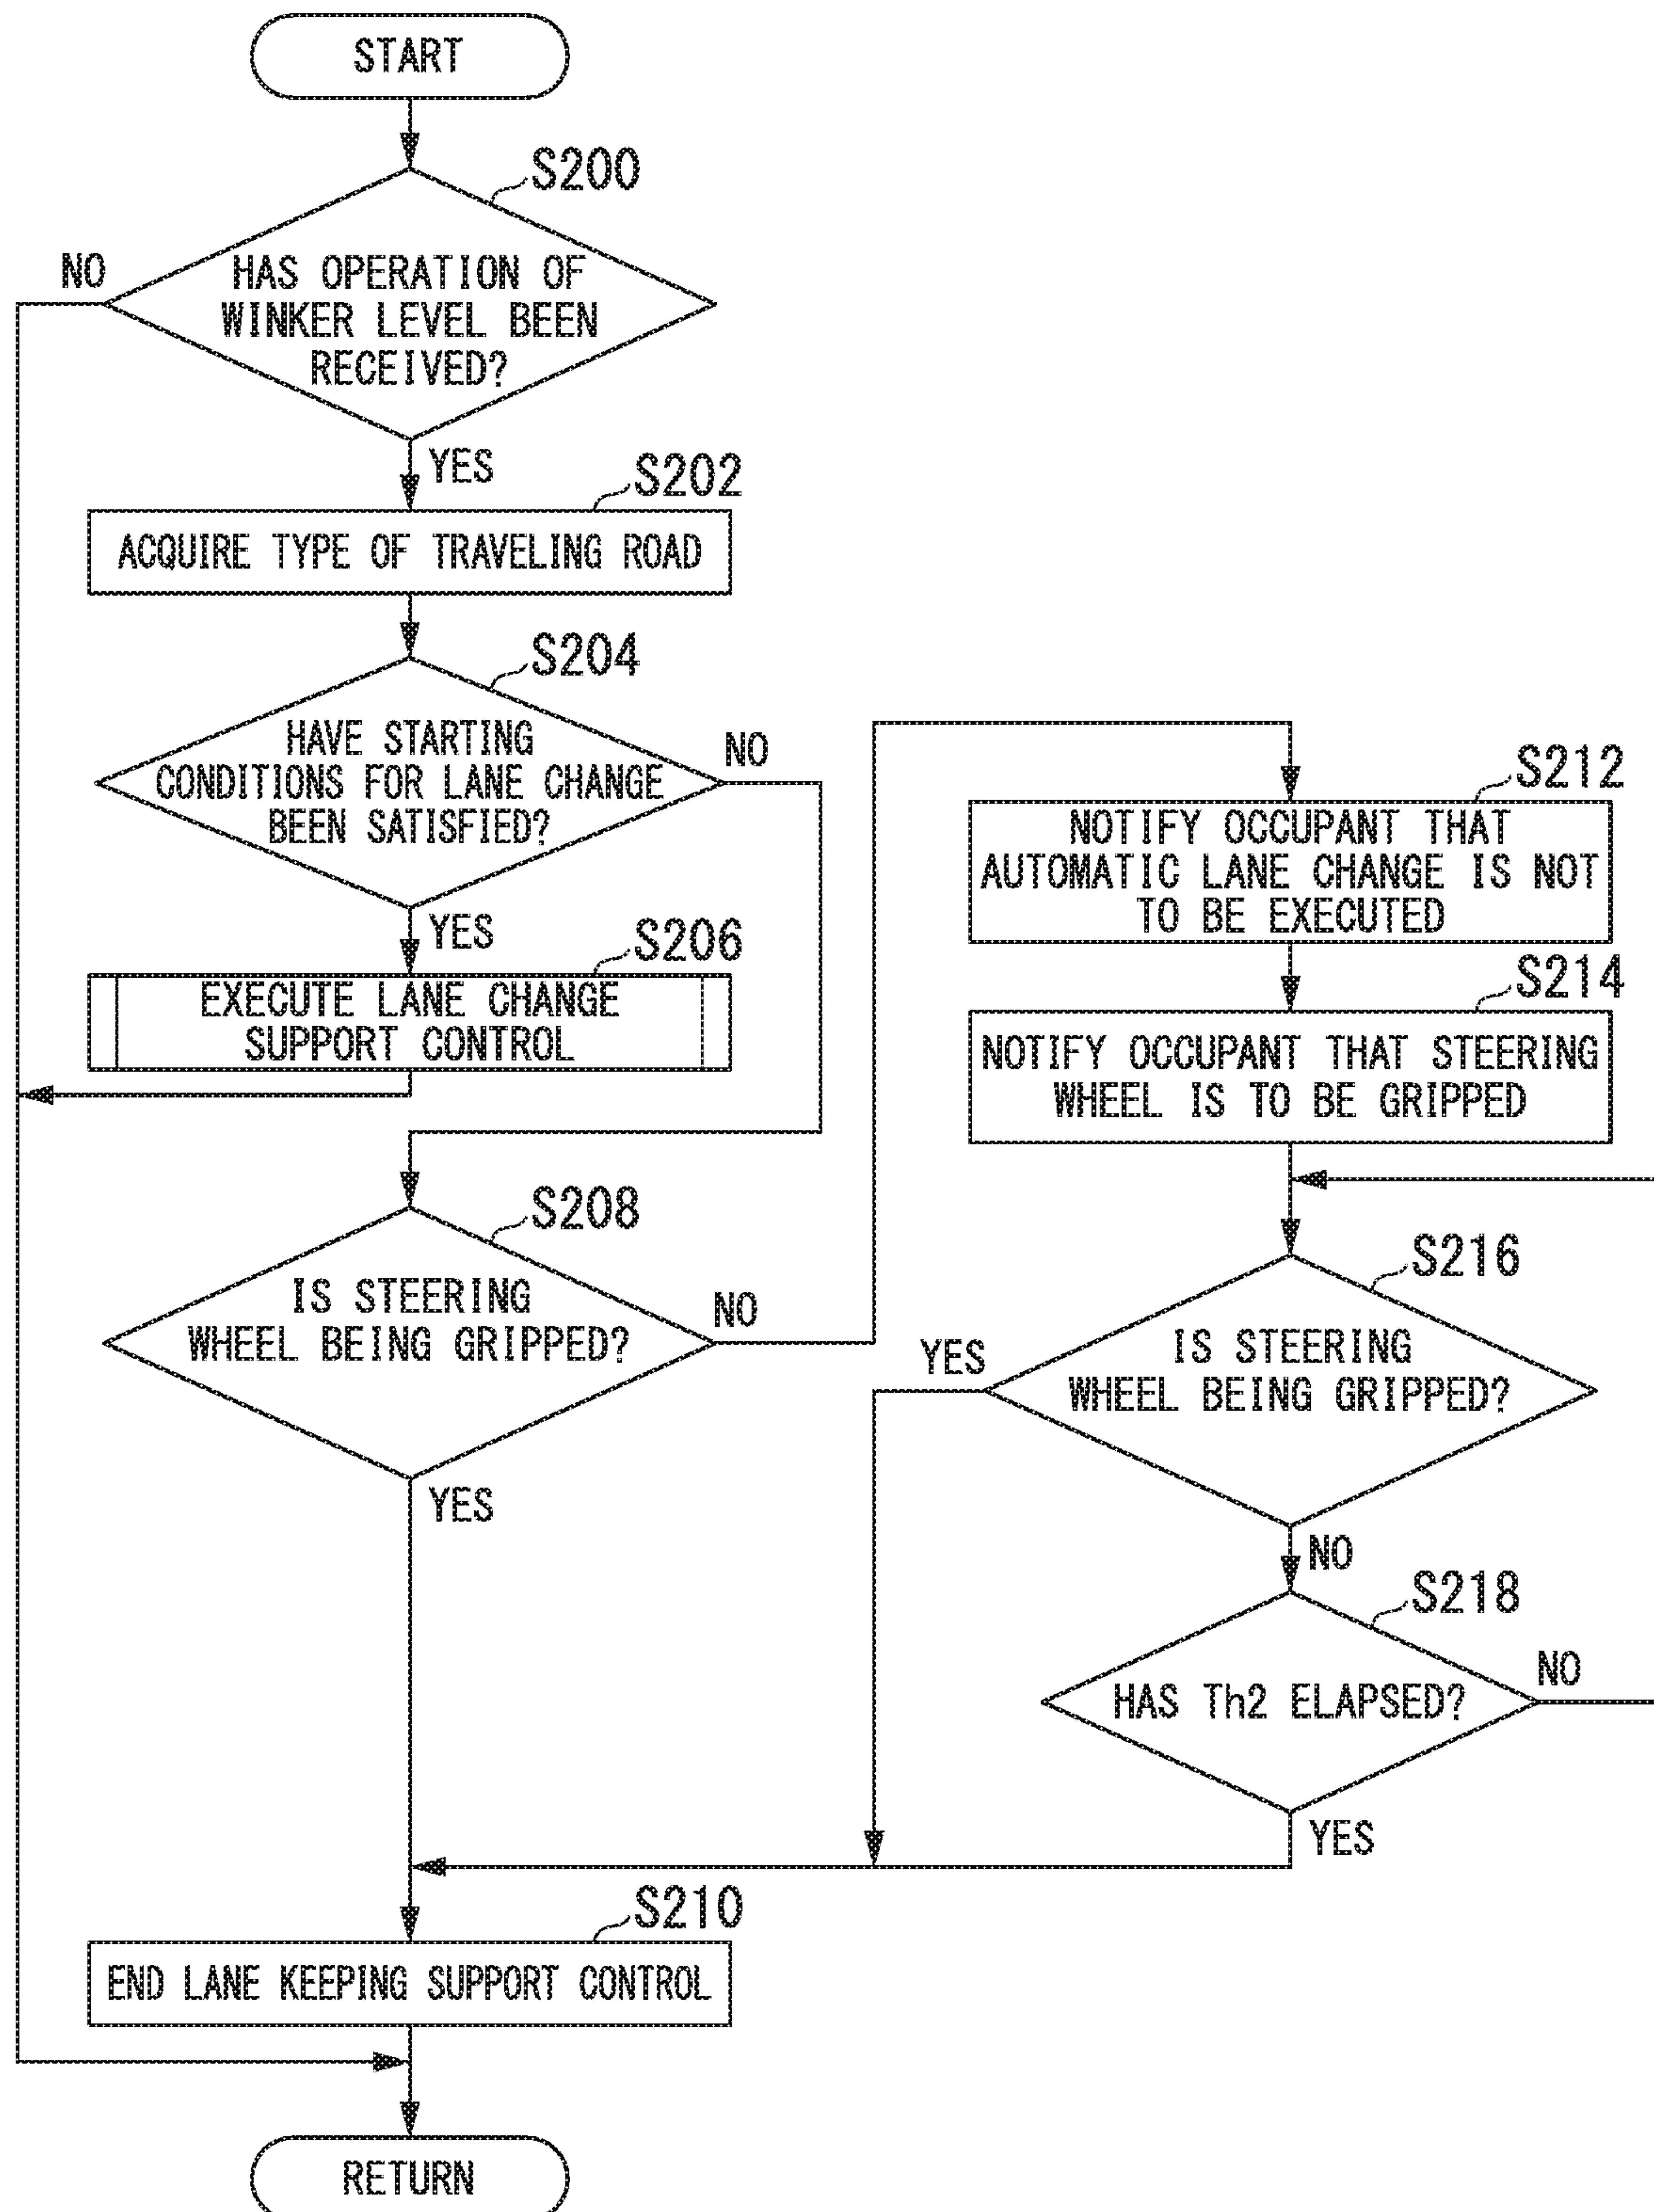 START
S200
NO
HAS OPERATION OF
WINKER LEVEL BEEN
RECEIVED?
YES
S202
ACQUIRE TYPE OF TRAVELING ROAD
S204
HAVE STARTING
CONDITIONS FOR LANE CHANGE
BEEN SATISFIED?
NO
YES
S206
EXECUTE LANE CHANGE
SUPPORT CONTROL
S208
IS STEERING
WHEEL BEING GRIPPED?
NO
YES
S212
NOTIFY OCCUPANT THAT
AUTOMATIC LANE CHANGE IS NOT
TO BE EXECUTED
S214
NOTIFY OCCUPANT THAT STEERING
WHEEL IS TO BE GRIPPED
S216
YES
IS STEERING
WHEEL BEING GRIPPED?
NO
S218
HAS Th2 ELAPSED?
NO
YES
S210
END LANE KEEPING SUPPORT CONTROL
RETURN